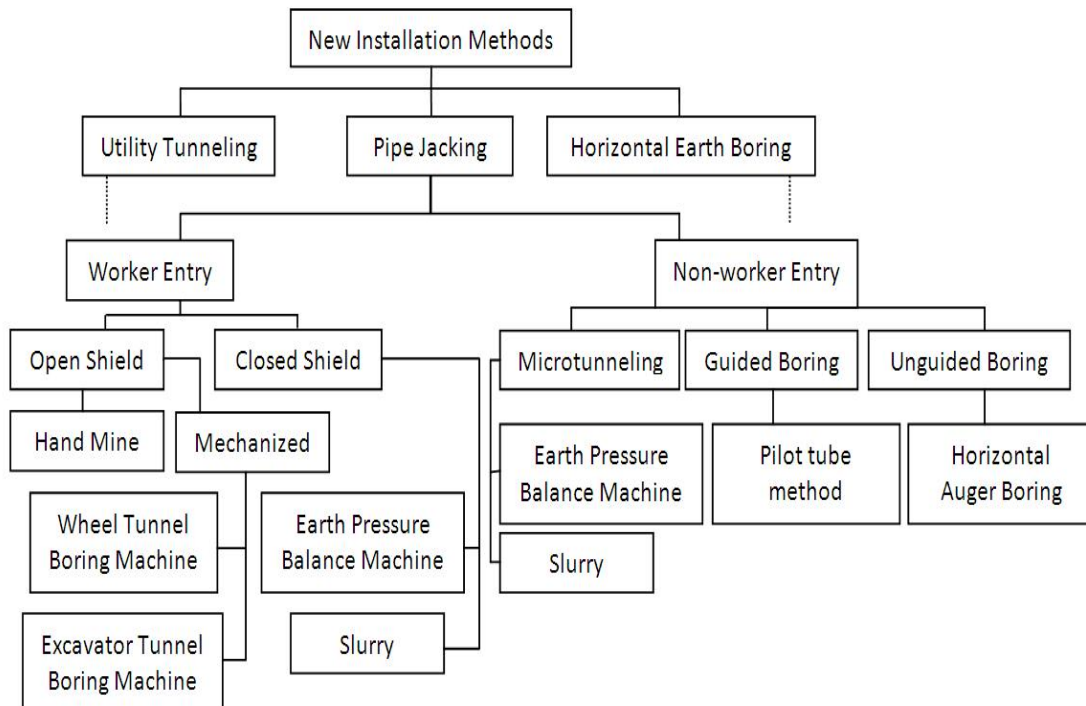 New Installation Methods
Utility Tunneling
Pipe Jacking
Horizontal Earth Boring
Worker Entry
Non-worker Entry
Open Shield
Closed Shield
Microtunneling
Guided Boring
Unguided Boring
Hand Mine
Mechanized
Earth Pressure
Balance Machine
Pilot tube
method
Horizontal
Auger Boring
Wheel Tunnel
Boring Machine
Earth Pressure
Balance Machine
Slurry
Excavator Tunnel
Boring Machine
Slurry